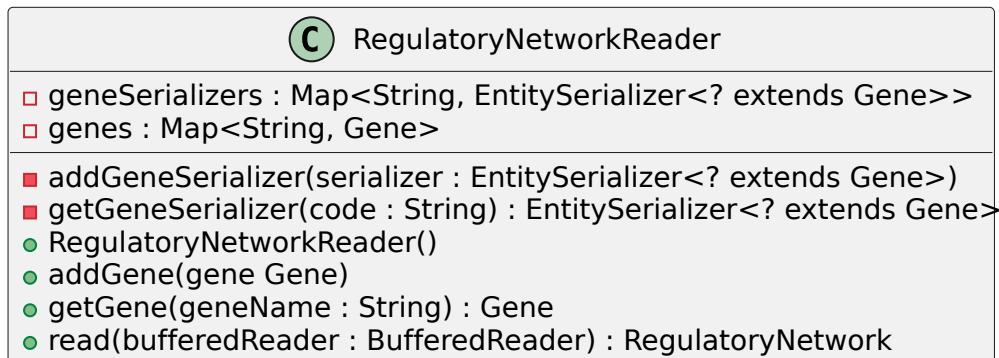 C RegulatoryNetworkReader
geneSerializers : Map<String, EntitySerializer<? extends Gene>>
genes : Map<String, Gene>
addGeneSerializer(serializer : EntitySerializer<? extends Gene>)
getGeneSerializer(code : String) : EntitySerializer<? extends Gene>
RegulatoryNetworkReader()
addGene(gene Gene)
getGene(geneName : String) : Gene
read(bufferedReader : BufferedReader) : RegulatoryNetwork